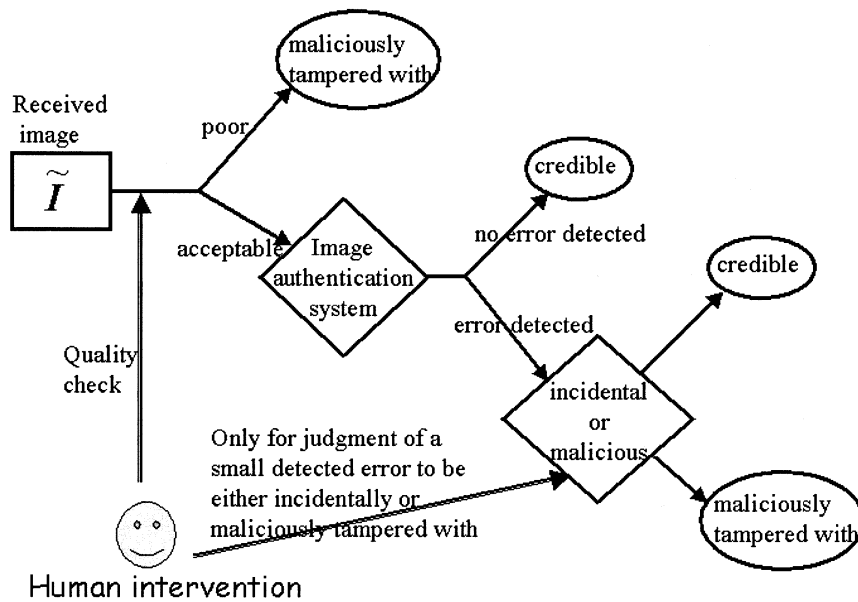 maliciously
tampered with
Received
image
poor
Ĩ
credible
acceptable
Image
authentication
system
no error detected
credible
error detected
Quality
check
incidental
or
malicious
Only for judgment of a
small detected error to be
either incidentally or
maliciously tampered with
maliciously
tampered with
Human intervention